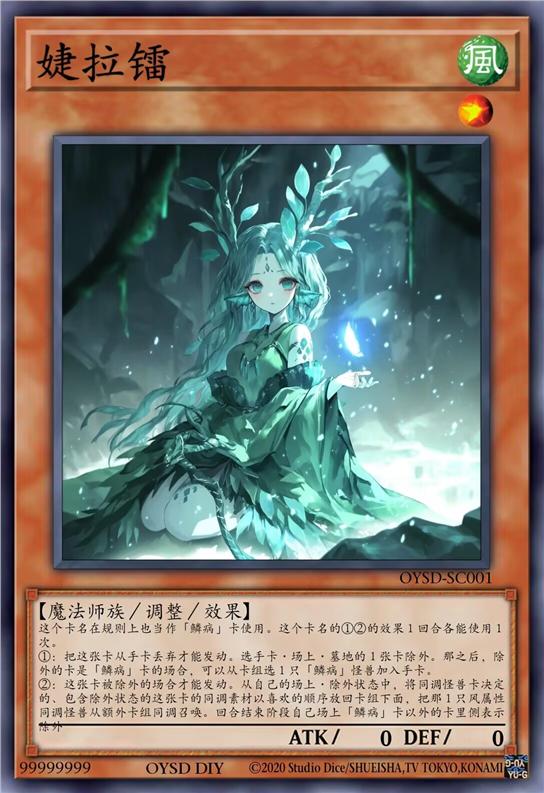 婕拉镭
風
OYSD-SC001
【魔法师族／调整／效果】
这个卡名在规则上也当作「鳞病」卡使用。这个卡名的①②的效果1回合各能使用1
次。
①：把这张卡从手卡丢弃才能发动。选手卡·场上·墓地的1张卡除外。那之后，除
外的卡是「鳞病」卡的场合，可以从卡组选1只「鳞病」怪兽加入手卡。
②：这张卡被除外的场合才能发动。从自己的场上·除外状态中，将同调怪兽卡决定
的、包含除外状态的这张卡的同调素材以喜欢的顺序放回卡组下面，把那1只风属性
同调怪兽从额外卡组同调召唤。回合结束阶段自己场上「鳞病」卡以外的卡里侧表示
除外
ATK/ 0 DEF/ 0
99999999 OYSD DIY ©2020 Studio Dice/SHUEISHA,TV TOKYO,KONAMI